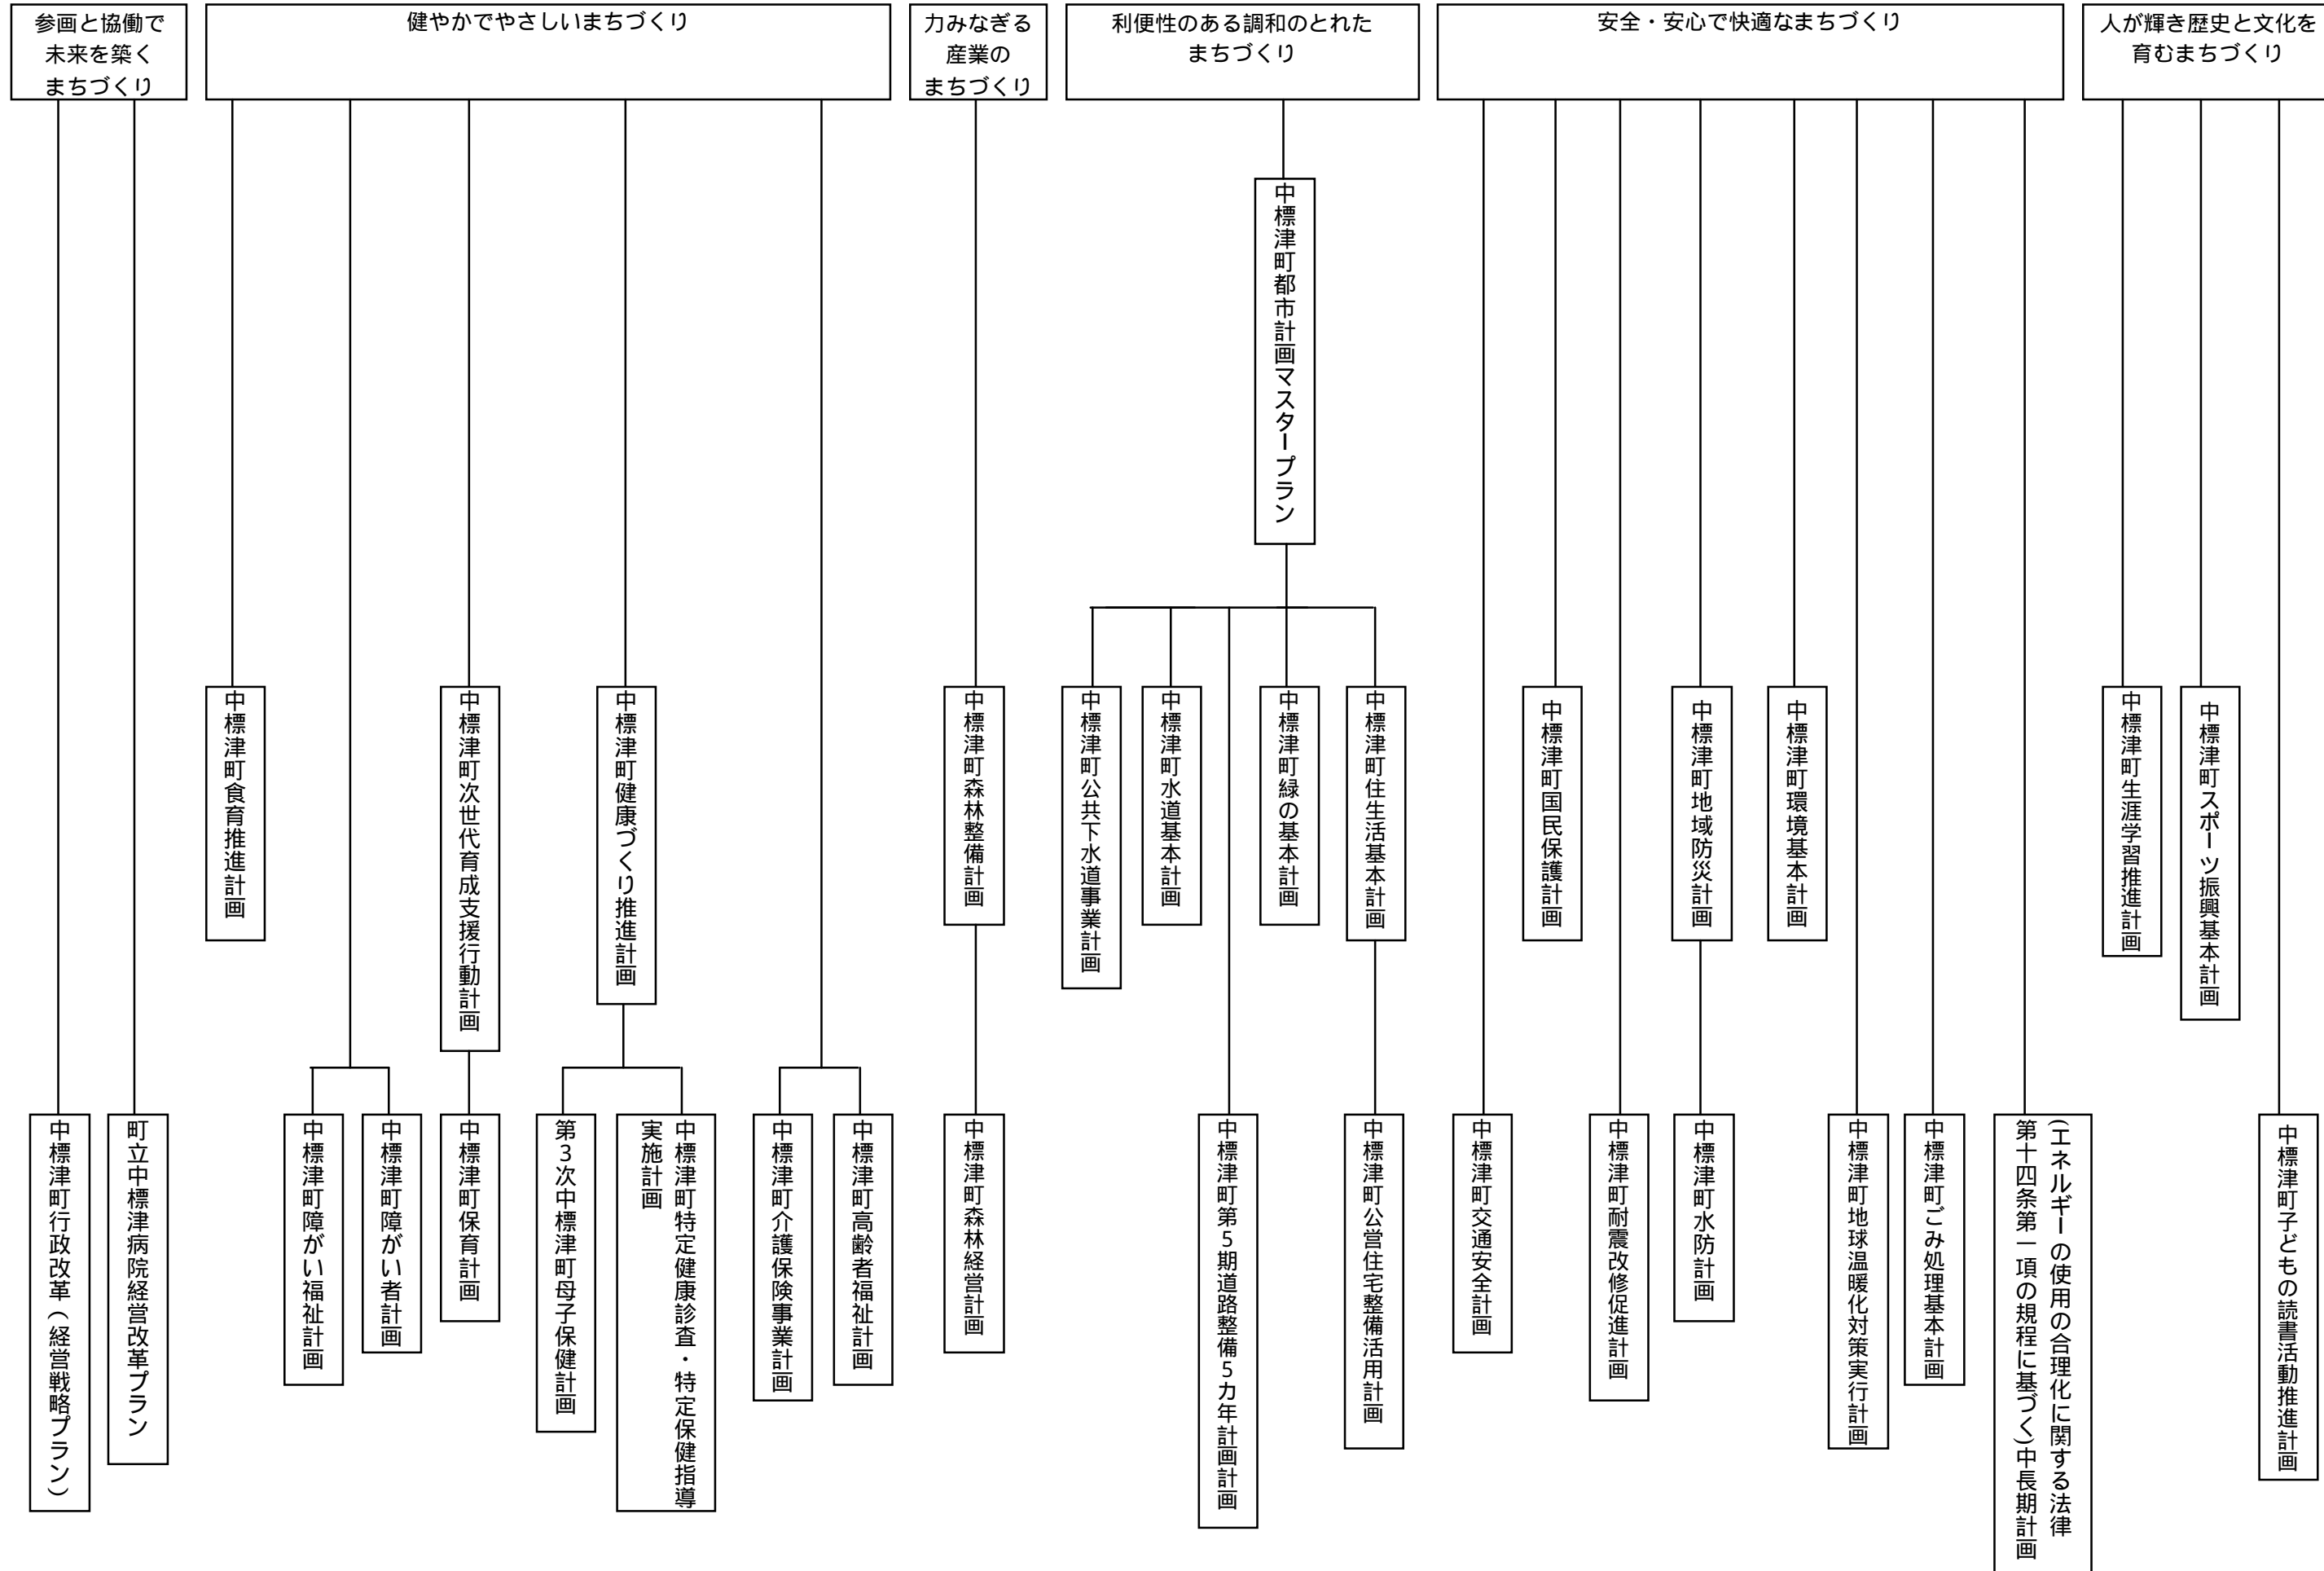 参画と協働で
未来を築く
まちづくり
健やかでやさしいまちづくり
力みなぎる
産業の
まちづくり
利便性のある調和のとれた
まちづくり
安全・安心で快適なまちづくり
人が輝き歴史と文化を
育むまちづくり
中標津町都市計画マスタープラン
中標津町食育推進計画
中標津町次世代育成支援行動計画
中標津町健康づくり推進計画
中標津町森林整備計画
中標津町公共下水道事業計画
中標津町水道基本計画
中標津町緑の基本計画
中標津町住生活基本計画
中標津町国民保護計画
中標津町地域防災計画
中標津町環境基本計画
中標津町生涯学習推進計画
中標津町スポーツ振興基本計画
中標津町行政改革（経営戦略プラン）
町立中標津病院経営改革プラン
中標津町障がい福祉計画
中標津町障がい者計画
中標津町保育計画
第3次中標津町母子保健計画
中標津町特定健康診査・特定保健指導
実施計画
中標津町介護保険事業計画
中標津町高齢者福祉計画
中標津町森林経営計画
中標津町第5期道路整備5カ年計画計画
中標津町公営住宅整備活用計画
中標津町交通安全計画
中標津町耐震改修促進計画
中標津町水防計画
中標津町地球温暖化対策実行計画
中標津町ごみ処理基本計画
(エネルギーの使用の合理化に関する法律
第十四条第一項の規程に基づく)中長期計画
中標津町子どもの読書活動推進計画